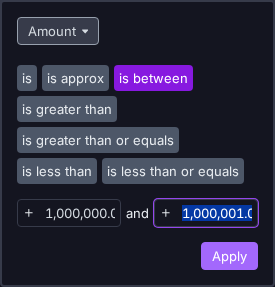 Amount
is is approx is between
is greater than
is greater than or equals
is less than is less than or equals
+ 1,000,000.0 and + 1,000,001.0
Apply